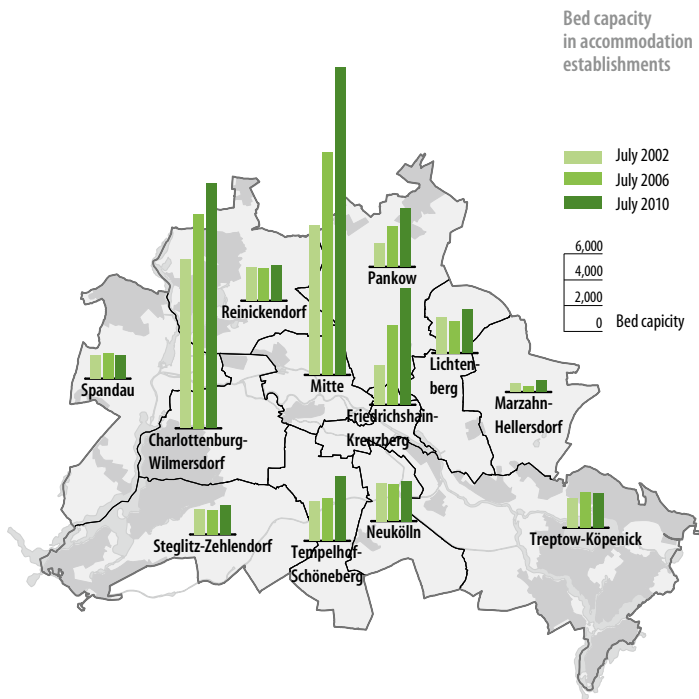 Bed capacity
in accommodation
establishments
July 2002
July 2006
July 2010
6,000
4,000
2,000
0 Bed capicity
Pankow
Reinickendorf
Lichten-
berg
Mitte
Spandau
Marzahn-
Hellersdorf
Friedrichshain-
Kreuzberg
Charlottenburg-
Wilmersdorf
Neukölln
Treptow-Köpenick
Steglitz-Zehlendorf
Tempelhof-
Schöneberg